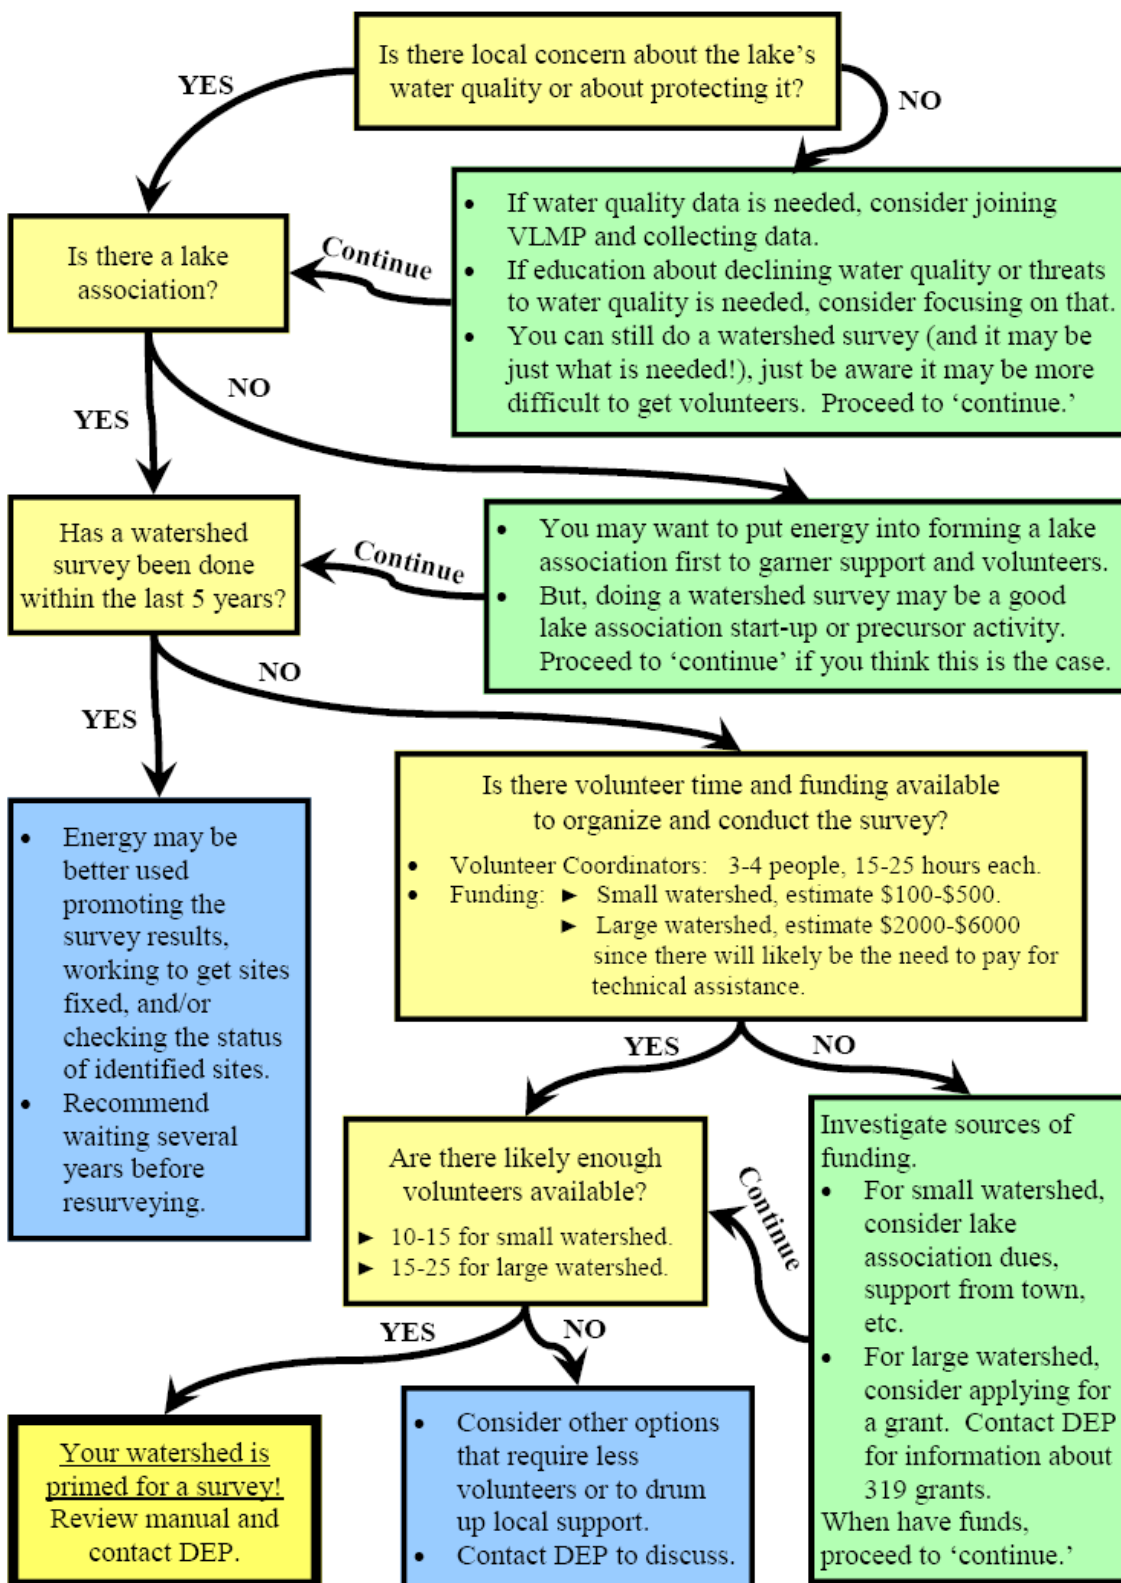 Is there local concern about the lake's
water quality or about protecting it?
YES
NO
• If water quality data is needed, consider joining
VLMP and collecting data.
• If education about declining water quality or threats
to water quality is needed, consider focusing on that.
• You can still do a watershed survey (and it may be
just what is needed!), just be aware it may be more
difficult to get volunteers. Proceed to ‘continue.’
Continue
Is there a lake
association?
YES
NO
• You may want to put energy into forming a lake
association first to garner support and volunteers.
• But, doing a watershed survey may be a good
lake association start-up or precursor activity.
Proceed to ‘continue’ if you think this is the case.
Continue
Has a watershed
survey been done
within the last 5 years?
YES
NO
• Energy may be
better used
promoting the
survey results,
working to get sites
fixed, and/or
checking the status
of identified sites.
• Recommend
waiting several
years before
resurveying.
Is there volunteer time and funding available
to organize and conduct the survey?
• Volunteer Coordinators: 3-4 people, 15-25 hours each.
• Funding: ► Small watershed, estimate $100-$500.
► Large watershed, estimate $2000-$6000
since there will likely be the need to pay for
technical assistance.
YES
NO
Investigate sources of
funding.
• For small watershed,
consider lake
association dues,
support from town,
etc.
• For large watershed,
consider applying for
a grant. Contact DEP
for information about
319 grants.
When have funds,
proceed to ‘continue.’
Continue
Are there likely enough
volunteers available?
► 10-15 for small watershed.
► 15-25 for large watershed.
YES
NO
Your watershed is
primed for a survey!
Review manual and
contact DEP.
• Consider other options
that require less
volunteers or to drum
up local support.
• Contact DEP to discuss.